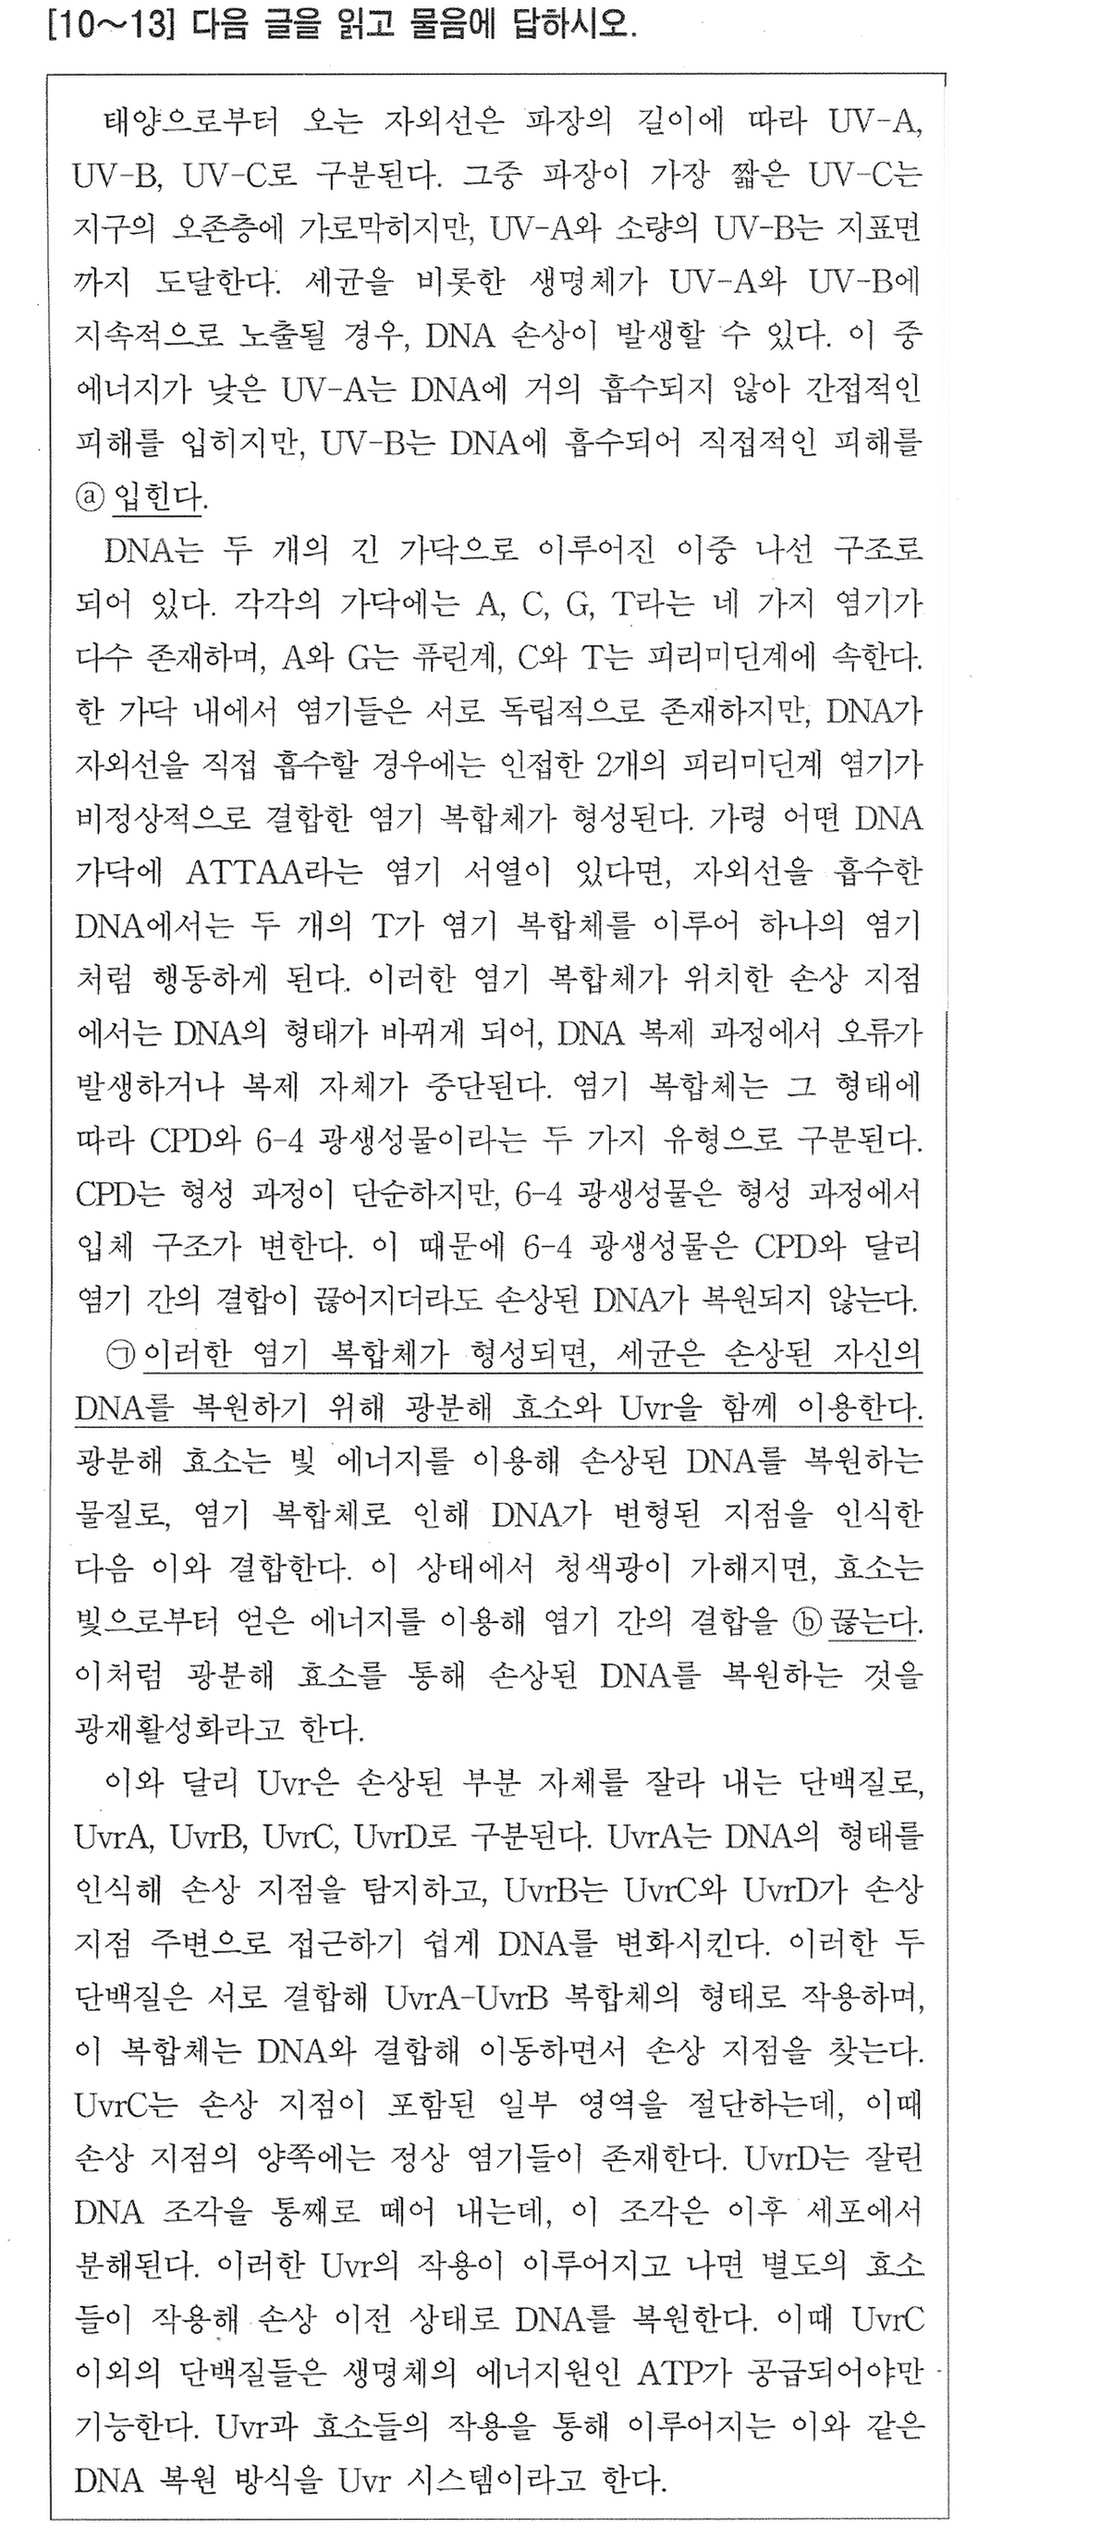 [10~13] 다음 글을 읽고 물음에 답하시오.
태양으로부터 오는 자외선은 파장의 길이에 따라 UV-A,
UV-B, UV-C로 구분된다. 그중 파장이 가장 짧은 UV-C는
지구의 오존층에 가로막히지만, UV-A와 소량의 UV-B는 지표면
까지 도달한다. 세균을 비롯한 생명체가 UV-A와 UV-B에
지속적으로 노출될 경우, DNA 손상이 발생할 수 있다. 이 중
에너지가 낮은 UV-A는 DNA에 거의 흡수되지 않아 간접적인
피해를 입히지만, UV-B는 DNA에 흡수되어 직접적인 피해를
ⓐ 입힌다.
DNA는 두 개의 긴 가닥으로 이루어진 이중 나선 구조로
되어 있다. 각각의 가닥에는 A, C, G, T라는 네 가지 염기가
다수 존재하며, A와 G는 퓨린계, C와 T는 피리미딘계에 속한다.
한 가닥 내에서 염기들은 서로 독립적으로 존재하지만, DNA가
자외선을 직접 흡수할 경우에는 인접한 2개의 피리미딘계 염기가
비정상적으로 결합한 염기 복합체가 형성된다. 가령 어떤 DNA
가닥에 ATTAA라는 염기 서열이 있다면, 자외선을 흡수한
DNA에서는 두 개의 T가 염기 복합체를 이루어 하나의 염기
처럼 행동하게 된다. 이러한 염기 복합체가 위치한 손상 지점
에서는 DNA의 형태가 바뀌게 되어, DNA 복제 과정에서 오류가
발생하거나 복제 자체가 중단된다. 염기 복합체는 그 형태에
따라 CPD와 6-4 광생성물이라는 두 가지 유형으로 구분된다.
CPD는 형성 과정이 단순하지만, 6-4 광생성물은 형성 과정에서
입체 구조가 변한다. 이 때문에 6-4 광생성물은 CPD와 달리
염기 간의 결합이 끊어지더라도 손상된 DNA가 복원되지 않는다.
㉠ 이러한 염기 복합체가 형성되면, 세균은 손상된 자신의
DNA를 복원하기 위해 광분해 효소와 Uvr을 함께 이용한다.
광분해 효소는 빛 에너지를 이용해 손상된 DNA를 복원하는
물질로, 염기 복합체로 인해 DNA가 변형된 지점을 인식한
다음 이와 결합한다. 이 상태에서 청색광이 가해지면, 효소는
빛으로부터 얻은 에너지를 이용해 염기 간의 결합을 ⓑ 끊는다.
이처럼 광분해 효소를 통해 손상된 DNA를 복원하는 것을
광재활성화라고 한다.
이와 달리 Uvr은 손상된 부분 자체를 잘라 내는 단백질로,
UvrA, UvrB, UvrC, UvrD로 구분된다. UvrA는 DNA의 형태를
인식해 손상 지점을 탐지하고, UvrB는 UvrC와 UvrD가 손상
지점 주변으로 접근하기 쉽게 DNA를 변화시킨다. 이러한 두
단백질은 서로 결합해 UvrA-UvrB 복합체의 형태로 작용하며,
이 복합체는 DNA와 결합해 이동하면서 손상 지점을 찾는다.
UvrC는 손상 지점이 포함된 일부 영역을 절단하는데, 이때
손상 지점의 양쪽에는 정상 염기들이 존재한다. UvrD는 잘린
DNA 조각을 통째로 떼어 내는데, 이 조각은 이후 세포에서
분해된다. 이러한 Uvr의 작용이 이루어지고 나면 별도의 효소
들이 작용해 손상 이전 상태로 DNA를 복원한다. 이때 UvrC
이외의 단백질들은 생명체의 에너지원인 ATP가 공급되어야만
기능한다. Uvr과 효소들의 작용을 통해 이루어지는 이와 같은
DNA 복원 방식을 Uvr 시스템이라고 한다.